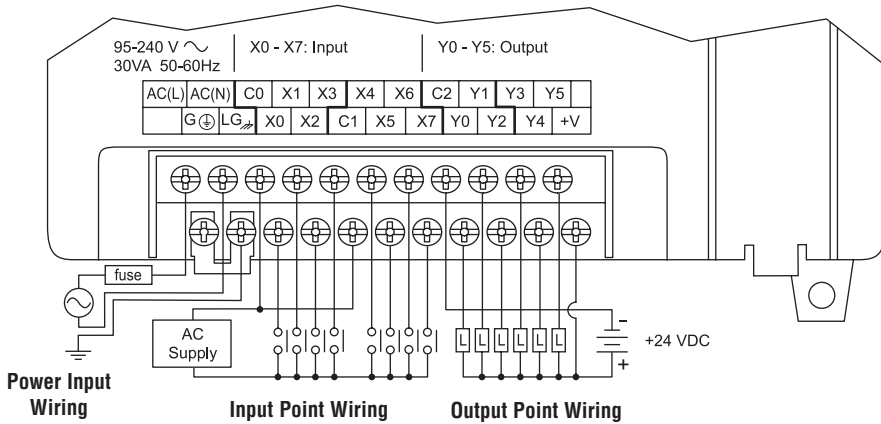 95-240 V
30VA 50-60Hz
X0 - X7: Input
Y0 - Y5: Output
AC(L) AC(N) C0 X1 X3 X4 X6 C2 Y1 Y3 Y5
G LG X0 X2 C1 X5 X7 Y0 Y2 Y4 +V
fuse
AC
Supply
L L L L L L
-
+24 VDC
+
Power Input
Wiring
Input Point Wiring
Output Point Wiring